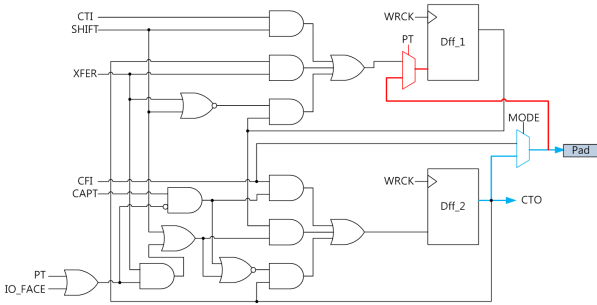 CTI
SHIFT
WRCK
Dff_1
PT
XFER
MODE
Pad
CFI
CAPT
WRCK
Dff_2
CTO
PT
IO_FACE